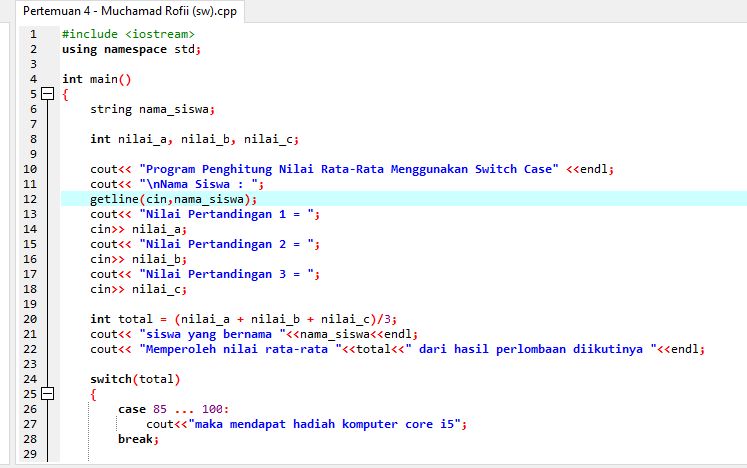 Pertemuan 4 - Muchamad Rofii (sw).cpp
1 #include <iostream>
2 using namespace std;
3
4 int main()
5 {
6 string nama_siswa;
7
8 int nilai_a, nilai_b, nilai_c;
9
10 cout<< "Program Penghitung Nilai Rata-Rata Menggunakan Switch Case" <<endl;
11 cout<< "\nNama Siswa : ";
12 getline(cin,nama_siswa);
13 cout<< "Nilai Pertandingan 1 = ";
14 cin>> nilai_a;
15 cout<< "Nilai Pertandingan 2 = ";
16 cin>> nilai_b;
17 cout<< "Nilai Pertandingan 3 = ";
18 cin>> nilai_c;
19
20 int total = (nilai_a + nilai_b + nilai_c)/3;
21 cout<< "siswa yang bernama "<<nama_siswa<<endl;
22 cout<< "Memperoleh nilai rata-rata "<<total<<" dari hasil perlombaan diikutinya "<<endl;
23
24 switch(total)
25 {
26 case 85 ... 100:
27 cout<<"maka mendapat hadiah komputer core i5";
28 break;
29